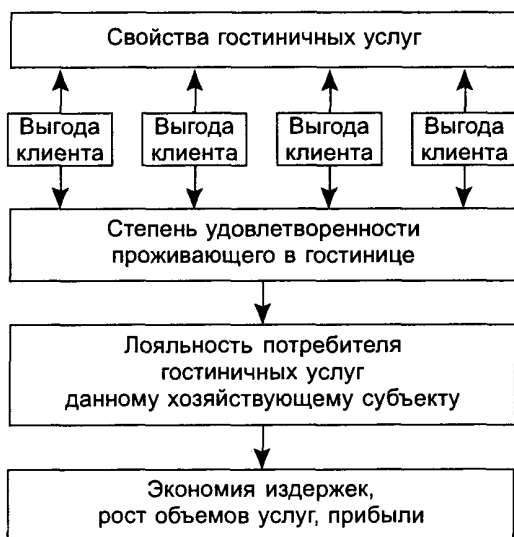 Свойства гостиничных услуг
Выгода клиента
Выгода клиента
Выгода клиента
Выгода клиента
Степень удовлетворенности
проживающего в гостинице
Лояльность потребителя
гостиничных услуг
данному хозяйствующему субъекту
Экономия издержек,
рост объемов услуг, прибыли